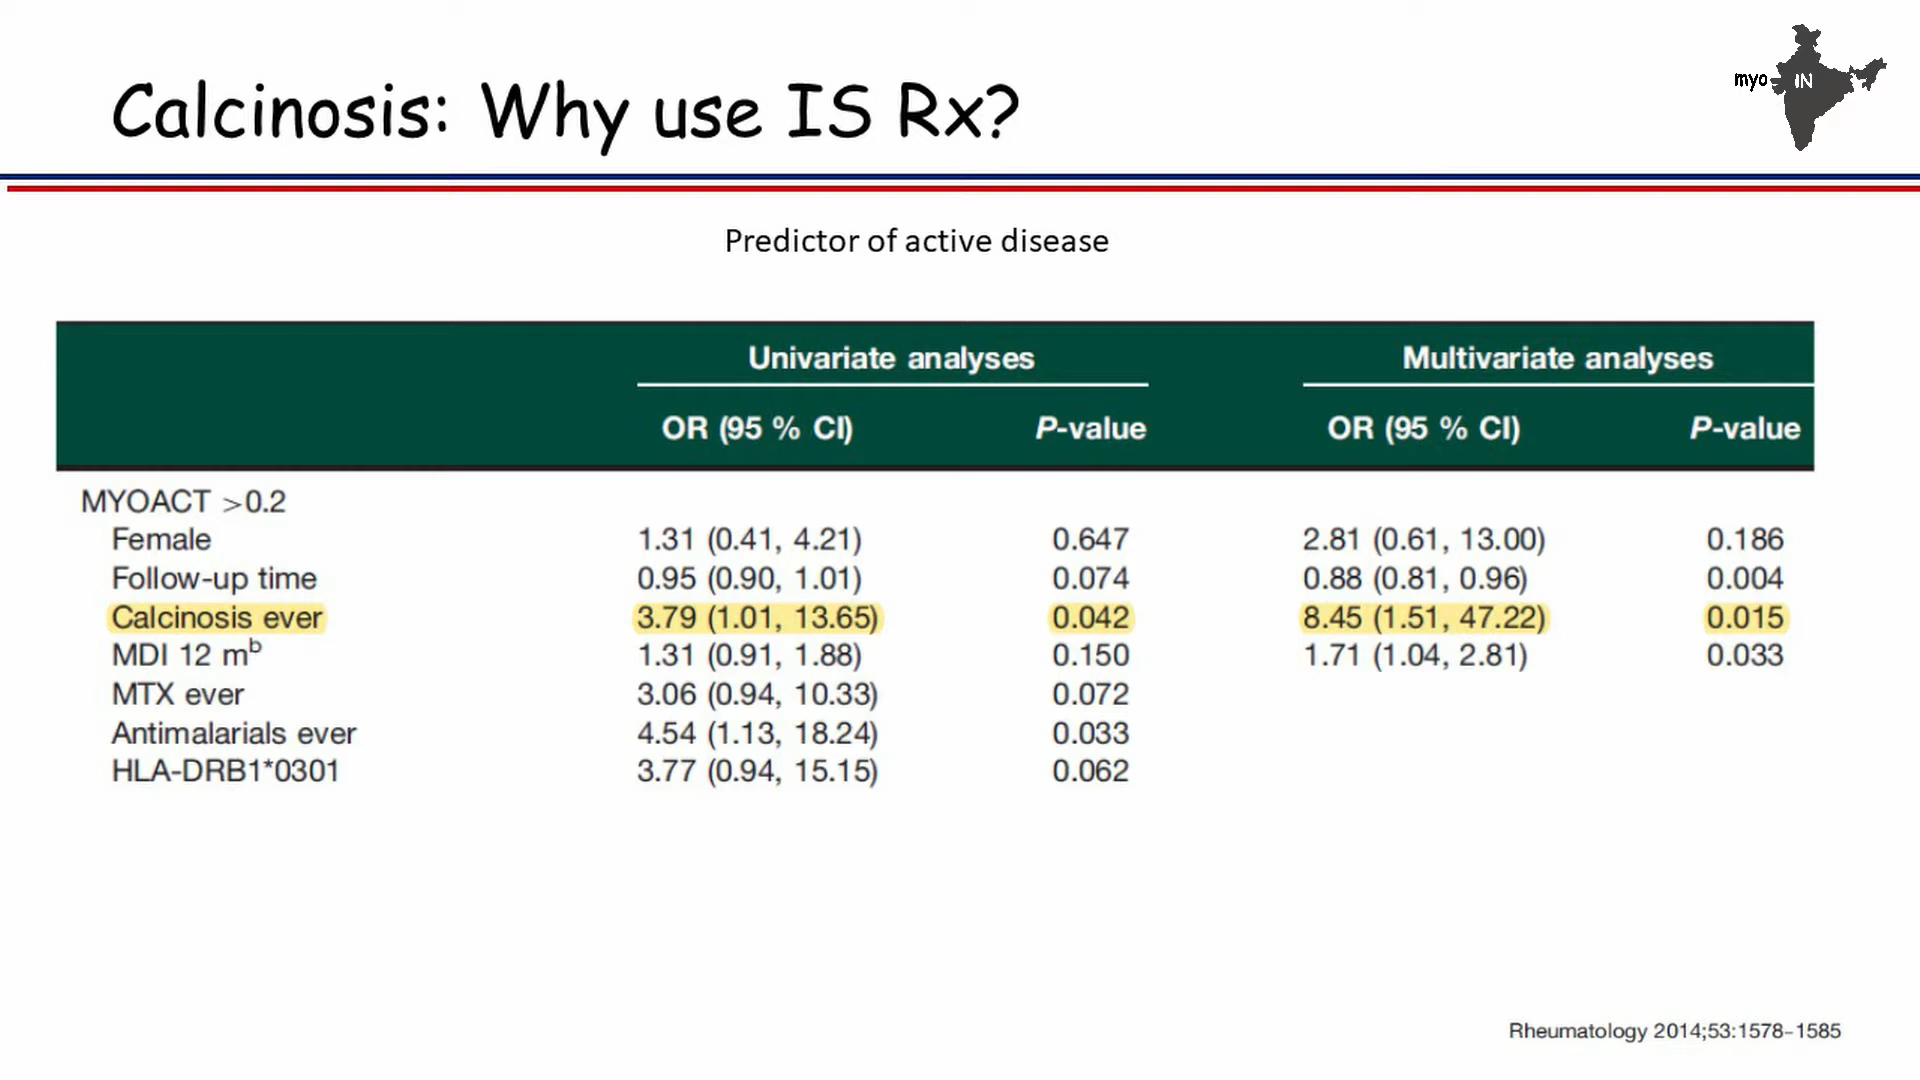 Calcinosis: Why use IS Rx?
myo IN
Predictor of active disease
Univariate analyses Multivariate analyses
OR (95 % CI) P-value OR (95 % CI) P-value
MYOACT >0.2
Female 1.31 (0.41, 4.21) 0.647 2.81 (0.61, 13.00) 0.186
Follow-up time 0.95 (0.90, 1.01) 0.074 0.88 (0.81, 0.96) 0.004
Calcinosis ever 3.79 (1.01, 13.65) 0.042 8.45 (1.51, 47.22) 0.015
MDI 12 mᵇ 1.31 (0.91, 1.88) 0.150 1.71 (1.04, 2.81) 0.033
MTX ever 3.06 (0.94, 10.33) 0.072
Antimalarials ever 4.54 (1.13, 18.24) 0.033
HLA-DRB1*0301 3.77 (0.94, 15.15) 0.062
Rheumatology 2014;53:1578–1585